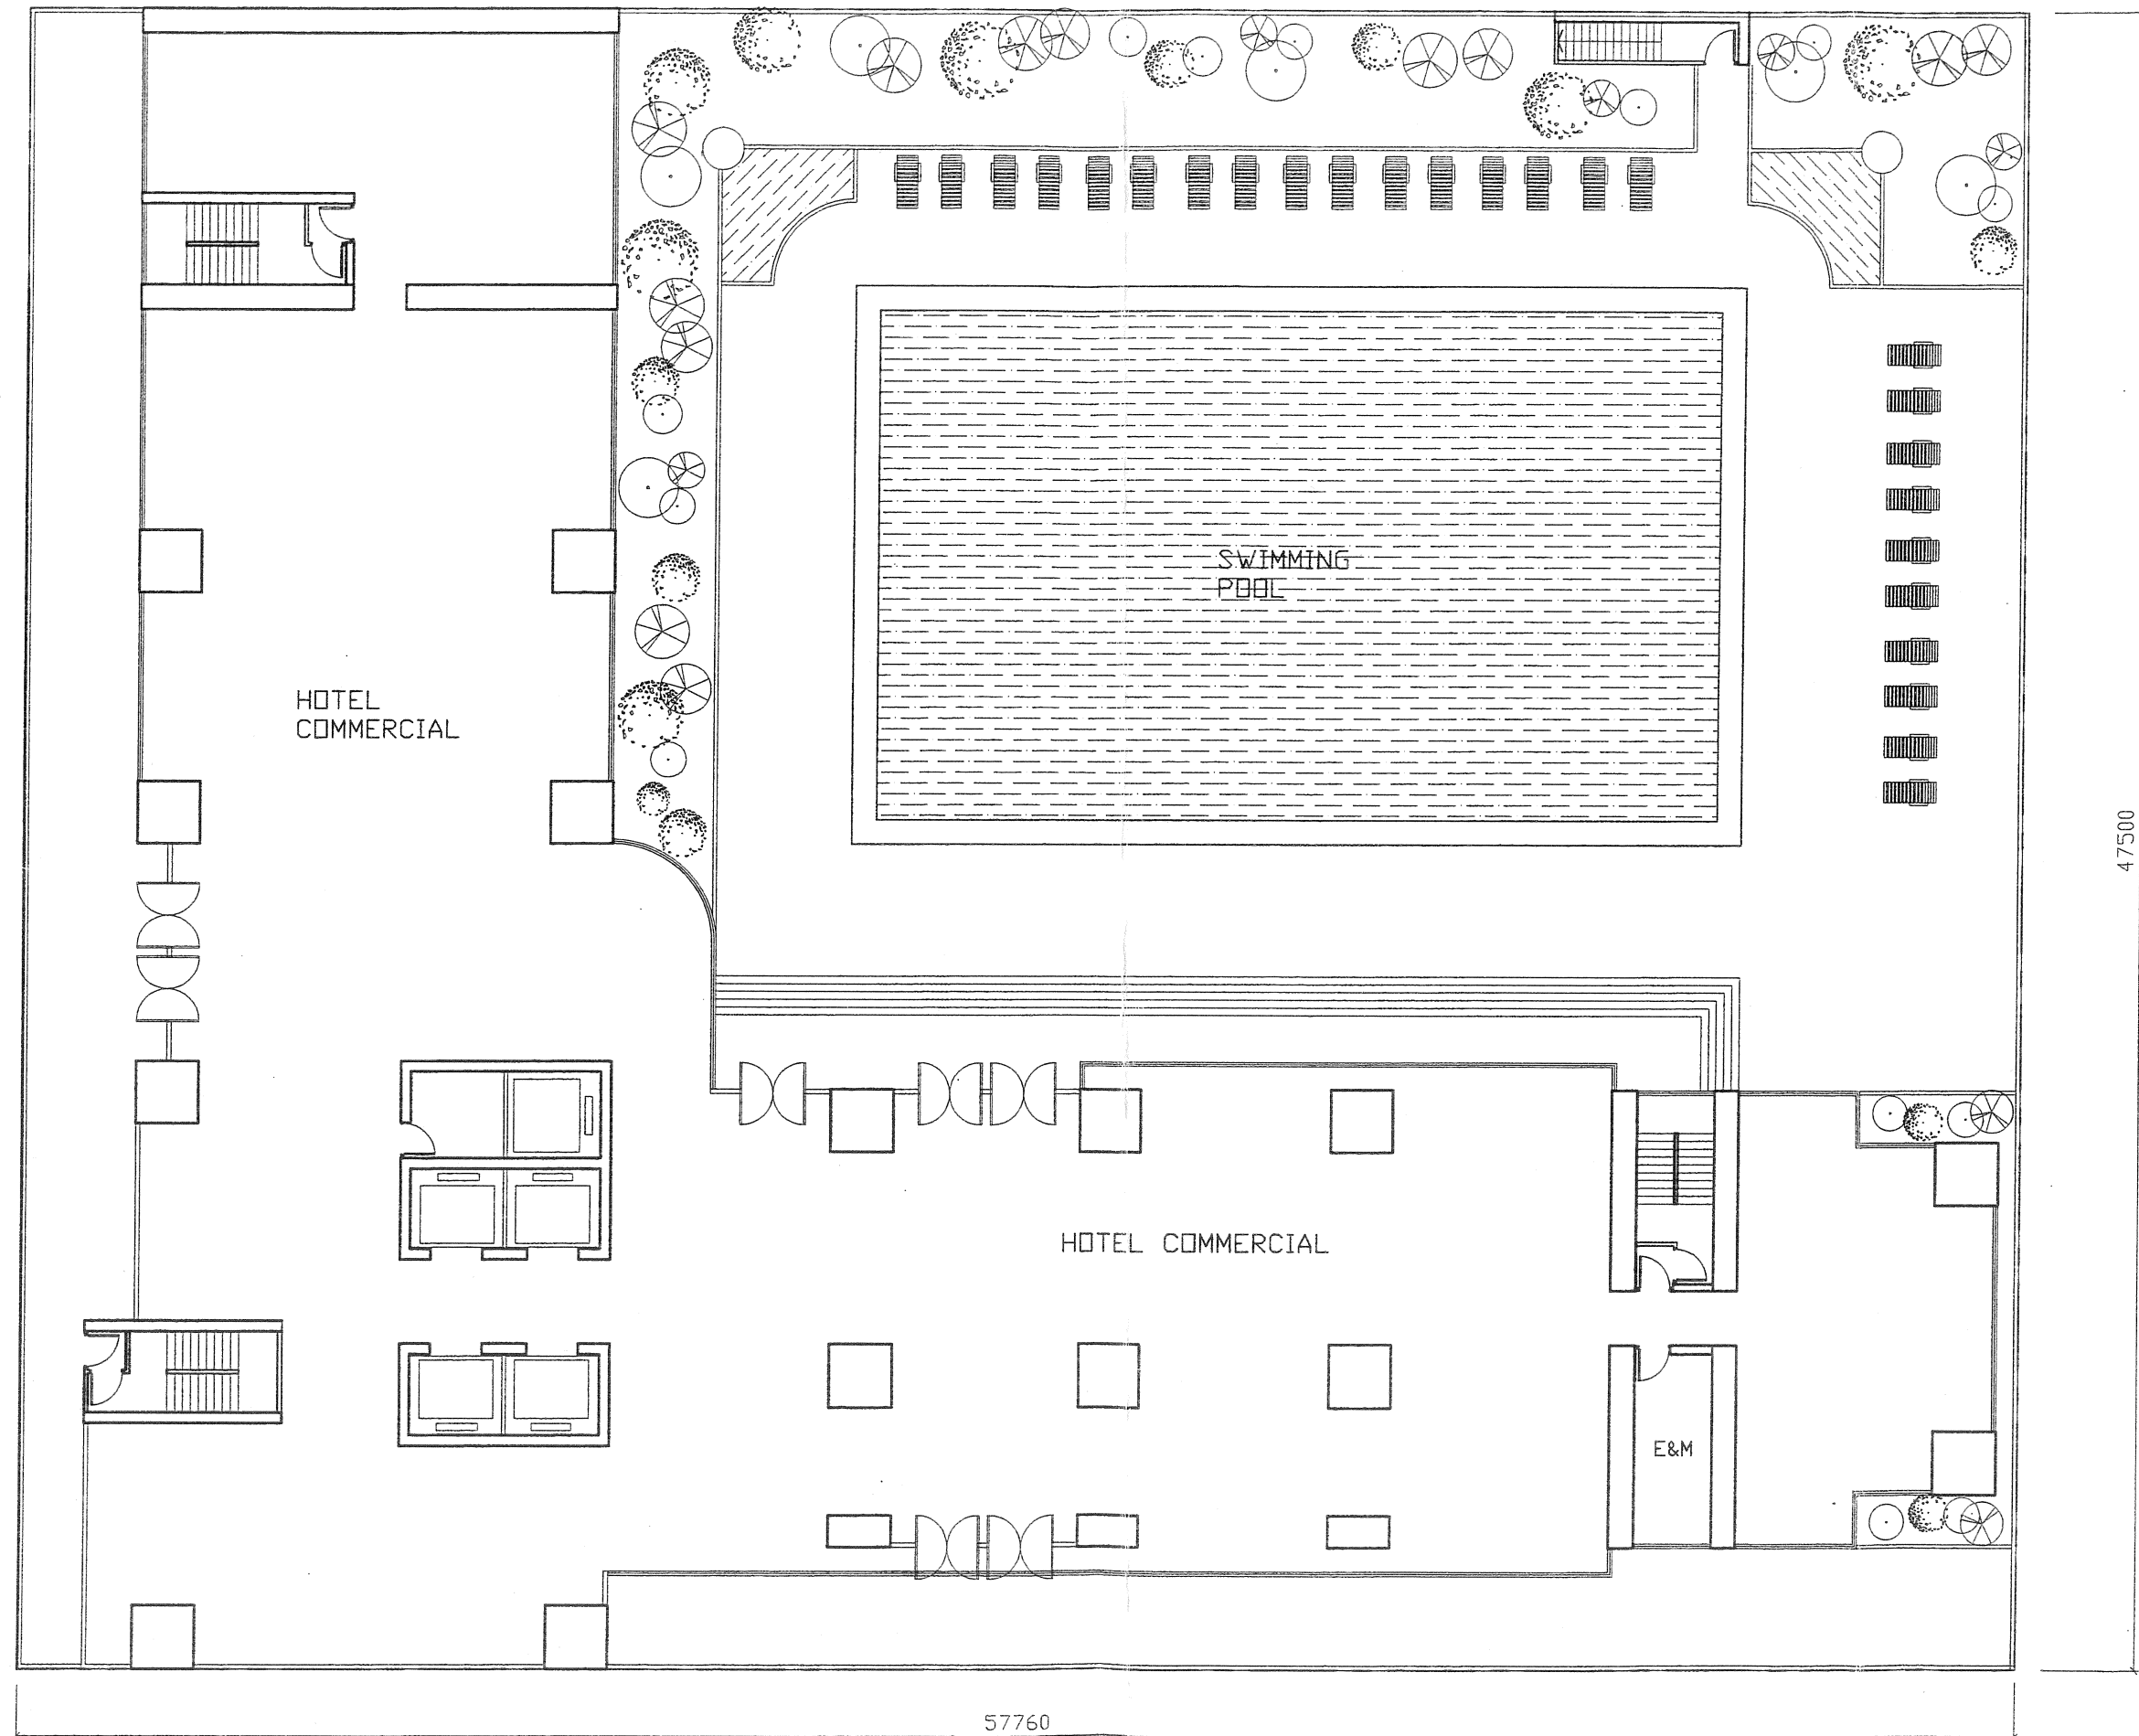 SWIMMING
POOL
HOTEL
COMMERCIAL
47500
HOTEL COMMERCIAL
E&M
57760